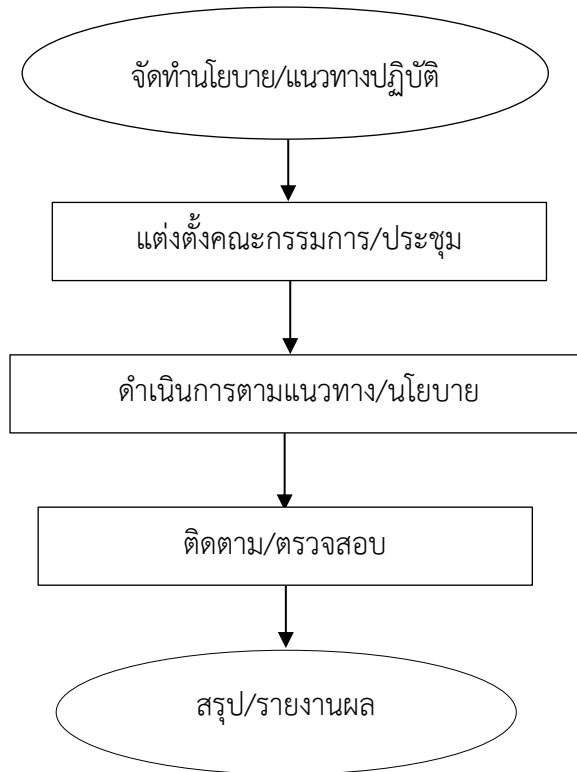 จัดทำนโยบาย/แนวทางปฏิบัติ
แต่งตั้งคณะกรรมการ/ประชุม
ดำเนินการตามแนวทาง/นโยบาย
ติดตาม/ตรวจสอบ
สรุป/รายงานผล